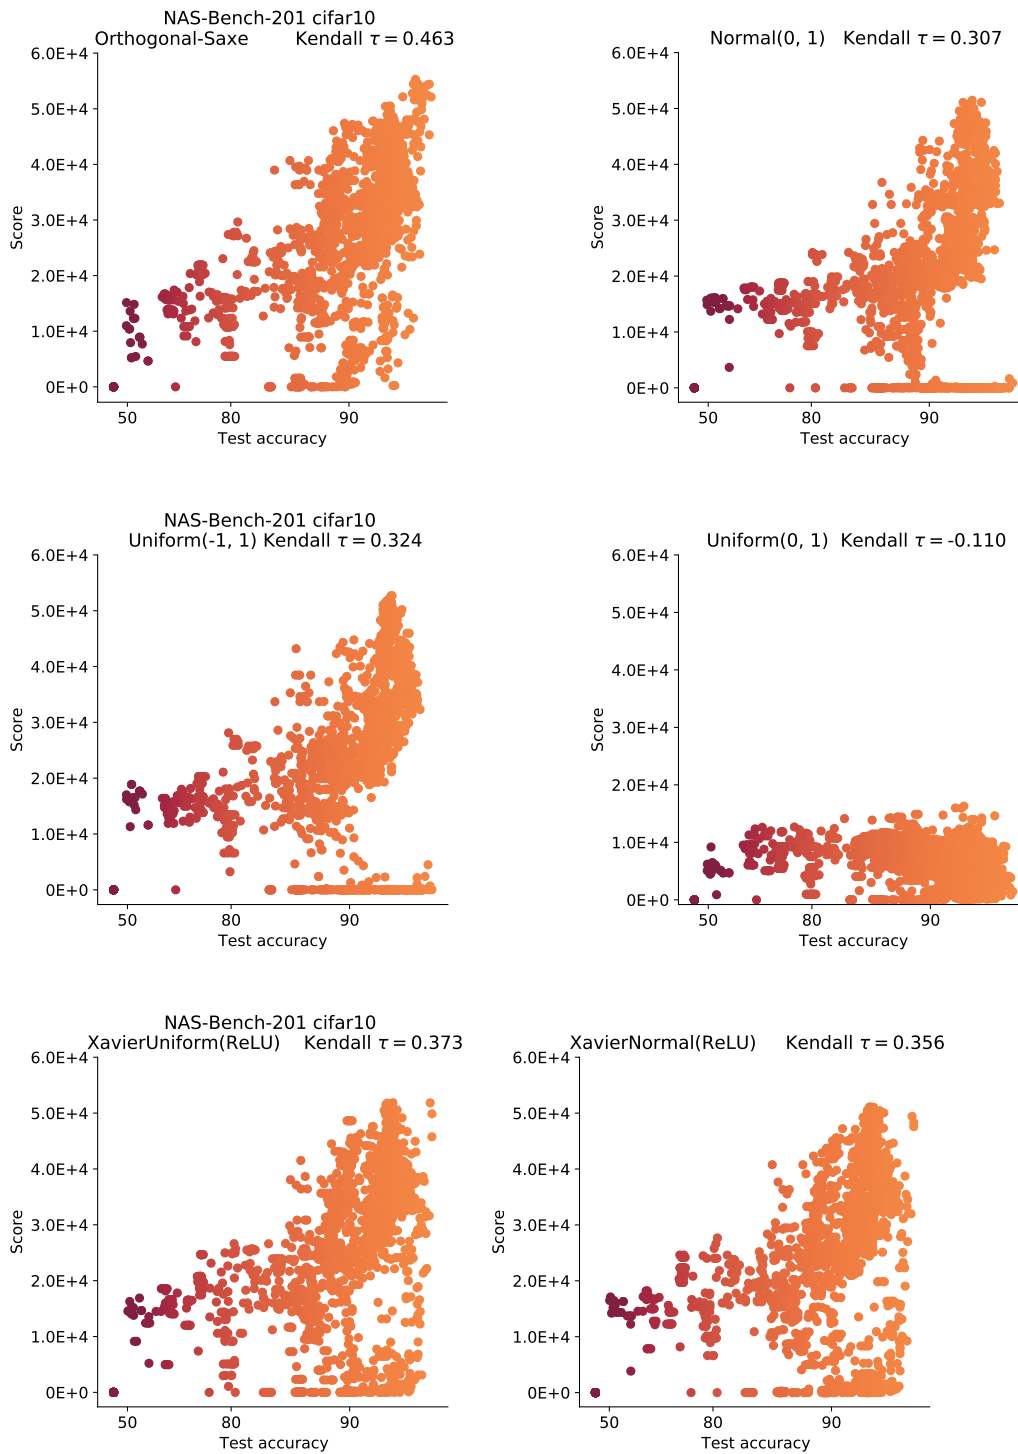 NAS-Bench-201 cifar10
Orthogonal-Saxe Kendall τ = 0.463
6.0E+4
5.0E+4
4.0E+4
3.0E+4
2.0E+4
1.0E+4
0E+0
Score
50 80 90
Test accuracy
Normal(0, 1) Kendall τ = 0.307
6.0E+4
5.0E+4
4.0E+4
3.0E+4
2.0E+4
1.0E+4
0E+0
Score
50 80 90
Test accuracy
NAS-Bench-201 cifar10
Uniform(-1, 1) Kendall τ = 0.324
6.0E+4
5.0E+4
4.0E+4
3.0E+4
2.0E+4
1.0E+4
0E+0
Score
50 80 90
Test accuracy
Uniform(0, 1) Kendall τ = -0.110
6.0E+4
5.0E+4
4.0E+4
3.0E+4
2.0E+4
1.0E+4
0E+0
Score
50 80 90
Test accuracy
NAS-Bench-201 cifar10
XavierUniform(ReLU) Kendall τ = 0.373
6.0E+4
5.0E+4
4.0E+4
3.0E+4
2.0E+4
1.0E+4
0E+0
Score
50 80 90
Test accuracy
XavierNormal(ReLU) Kendall τ = 0.356
6.0E+4
5.0E+4
4.0E+4
3.0E+4
2.0E+4
1.0E+4
0E+0
Score
50 80 90
Test accuracy